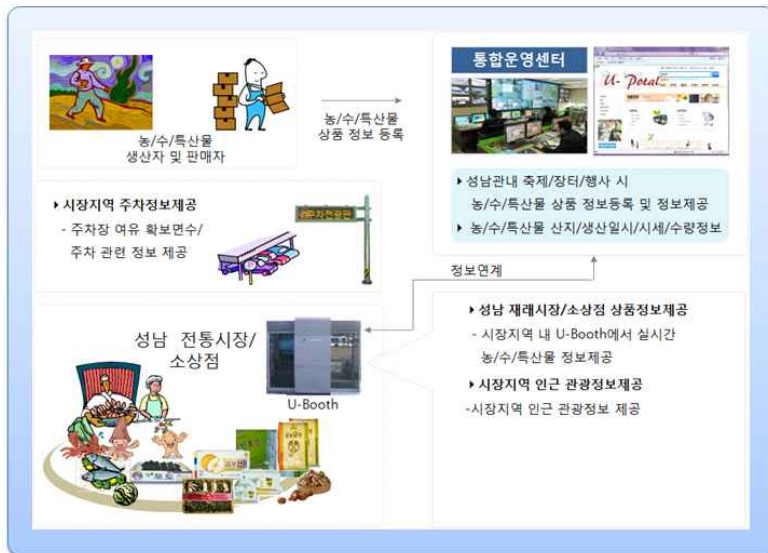 농/수/특산물
생산자 및 판매자
농/수/특산물
상품 정보 등록
통합운영센터
U- Potal
▸ 성남관내 축제/장터/행사 시
농/수/특산물 상품 정보등록 및 정보제공
▸ 농/수/특산물 산지/생산일시/시세/수량정보
▸ 시장지역 주차정보제공
- 주차장 여유 확보면수/
주차 관련 정보 제공
주차전광판
정보연계
성남 전통시장/
소상점
U-Booth
▸ 성남 재래시장/소상점 상품정보제공
- 시장지역 내 U-Booth에서 실시간
농/수/특산물 정보제공
▸ 시장지역 인근 관광정보제공
-시장지역 인근 관광정보 제공